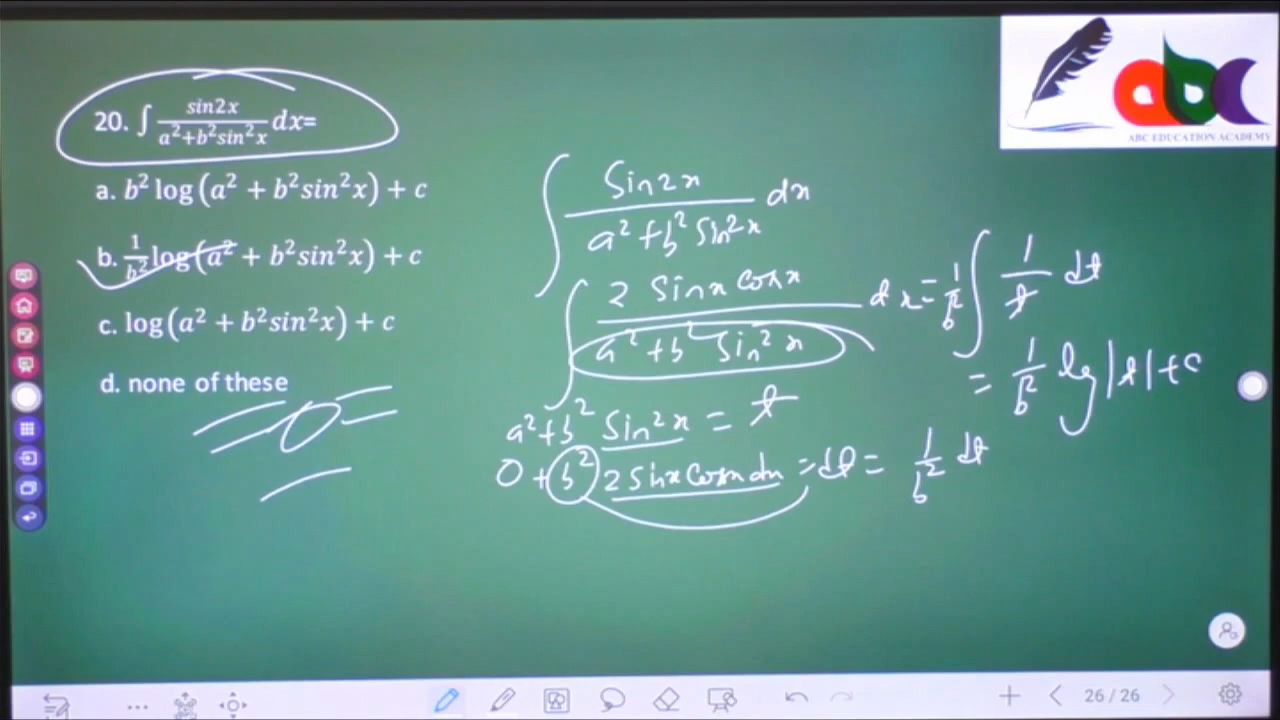 20. ∫ sin2x / a²+b²sin²x dx=
a. b² log(a² + b²sin²x) + c
b. 1/b² log(a² + b²sin²x) + c
c. log(a² + b²sin²x) + c
d. none of these
∫ Sin2x / a²+b² Sin²x dx
∫ 2 Sinx cosx / a²+b² Sin²x dx = 1/b² ∫ 1/t dt
= 1/b² log|t|+c
a²+b² Sin²x = t
0+b² 2 sinx cosx dx = dt = 1/b² dt
abc
ABC EDUCATION ACADEMY
26 / 26